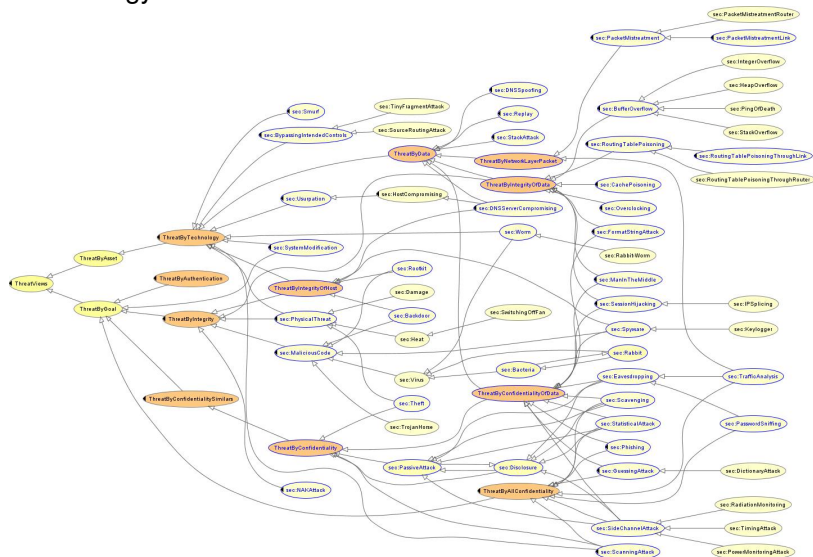 sec:PacketMistreatmentRouter
sec:PacketMistreatment
sec:PacketMistreatmentLink
sec:IntegerOverflow
sec:HeapOverflow
sec:DNSSpoofing
sec:Smurf
sec:TinyFragmentAttack
sec:BufferOverflow
sec:PingOfDeath
sec:Replay
sec:BypassingIntendedControls
sec:SourceRoutingAttack
sec:StackOverflow
sec:StackAttack
sec:RoutingTablePoisoning
ThreatByData
sec:RoutingTablePoisoningThroughLink
ThreatByNetworkLayerPacket
sec:RoutingTablePoisoningThroughRouter
ThreatByIntegrityOfData
sec:CachePoisoning
sec:Usurpation
sec:HostCompromising
sec:DNSServerCompromising
sec:Overclocking
sec:Worm
sec:FormatStringAttack
ThreatByTechnology
sec:SystemModification
sec:RabbitWorm
ThreatByAsset
sec:Rootkit
ThreatByAuthentication
sec:ManInTheMiddle
ThreatViews
ThreatByIntegrityOfHost
sec:Damage
sec:SessionHijacking
sec:IPSplicing
ThreatByGoal
ThreatByIntegrity
sec:PhysicalThreat
sec:Backdoor
sec:SwitchingOffFan
sec:Spyware
sec:Keylogger
sec:Heat
sec:MaliciousCode
sec:Rabbit
sec:Bacteria
sec:Virus
sec:Eavesdropping
sec:TrafficAnalysis
ThreatByConfidentialityOfData
ThreatByConfidentialitySimilars
sec:Theft
sec:Scavenging
sec:TrojanHorse
sec:StatisticalAttack
sec:PasswordSniffing
ThreatByConfidentiality
sec:Phishing
sec:PassiveAttack
sec:Disclosure
sec:GuessingAttack
sec:DictionaryAttack
sec:NAKAttack
ThreatByAllConfidentiality
sec:RadiationMonitoring
sec:SideChannelAttack
sec:TimingAttack
sec:ScanningAttack
sec:PowerMonitoringAttack